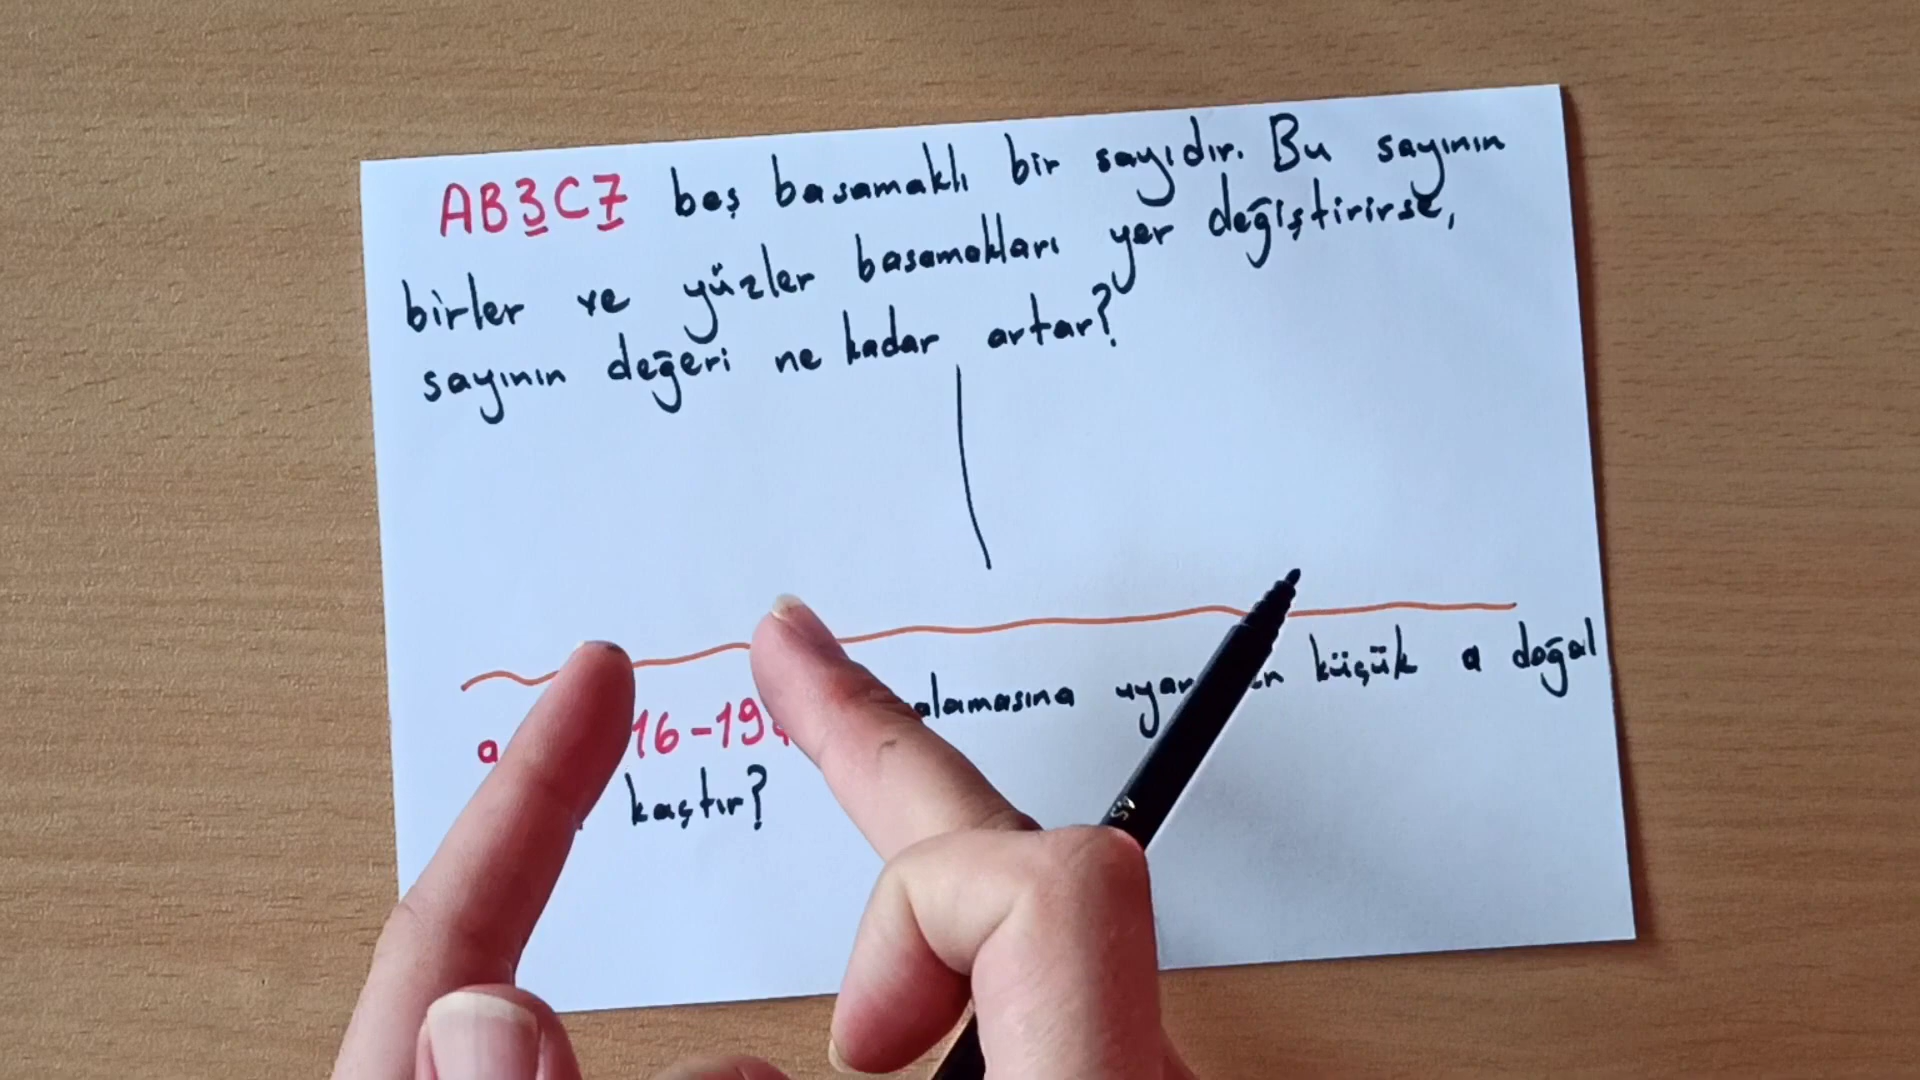 AB3C7 beş basamaklı bir sayıdır. Bu sayının
birler ve yüzler basamakları yer değiştirirse,
sayının değeri ne kadar artar?
a 16-19 uyan küçük a doğal
kaçtır?